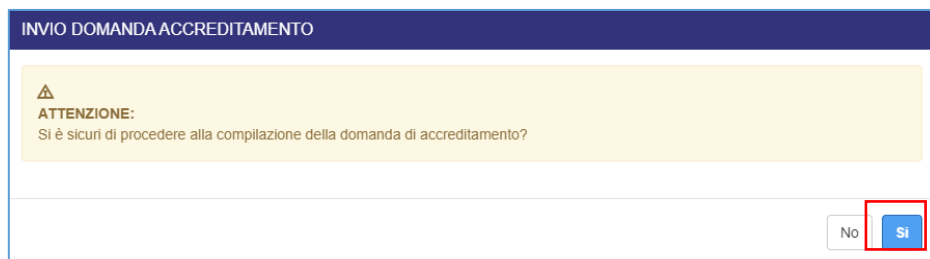 INVIO DOMANDA ACCREDITAMENTO
ATTENZIONE:
Si è sicuri di procedere alla compilazione della domanda di accreditamento?
No
Si